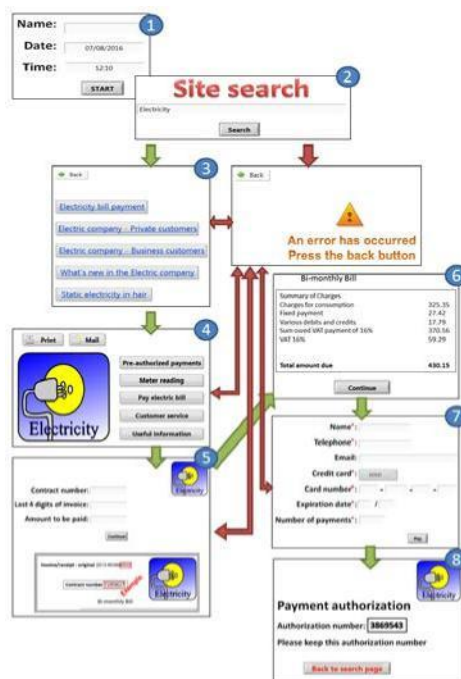 1
Name:
Date: 07/08/2016
Time: 12:10
START
2
Site search
Electricity
Search
3
Back
Electricity bill payment
Electric company - Private customers
Electric company - Business customers
What's new in the Electric company
Static electricity in hair
Back
An error has occurred
Press the back button
4
Print Mail
Electricity
Pre-authorized payments
Meter reading
Pay electric bill
Customer service
Useful information
5
Electricity
Contract number:
Last 4 digits of invoice:
Amount to be paid:
Continue
Invoice/receipt - original
Contract number
Example
Bi-monthly Bill
Electricity
6
Bi-monthly Bill
Summary of Charges
Charges for consumption 325.35
Fixed payment 27.42
Various debits and credits 17.79
Sum owed VAT payment of 16% 370.56
VAT 16% 59.29
Total amount due 430.15
Continue
7
Name*:
Telephone*:
Email:
Credit card*:
Card number*: - - -
Expiration date*: /
Number of payments*:
Pay
8
Electricity
Payment authorization
Authorization number: 3869543
Please keep this authorization number
Back to search page